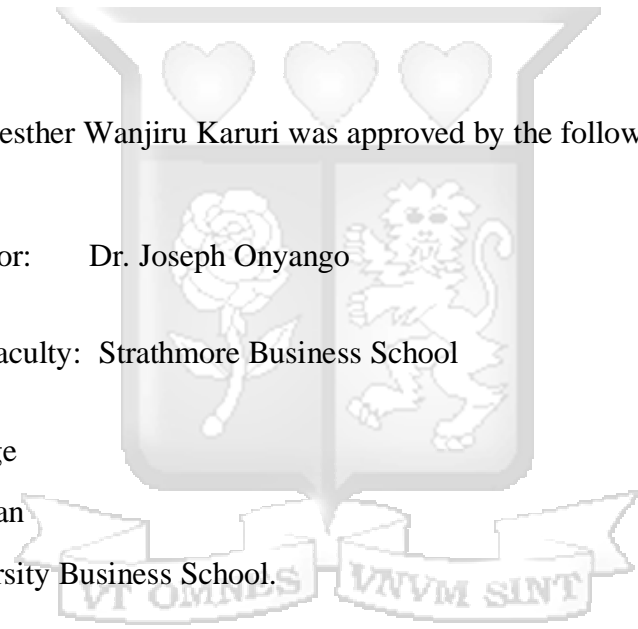 esther Wanjiru Karuri was approved by the follow
or: Dr. Joseph Onyango
aculty: Strathmore Business School
ge
an
rsity Business School.
VT OMNES VNVM SINT